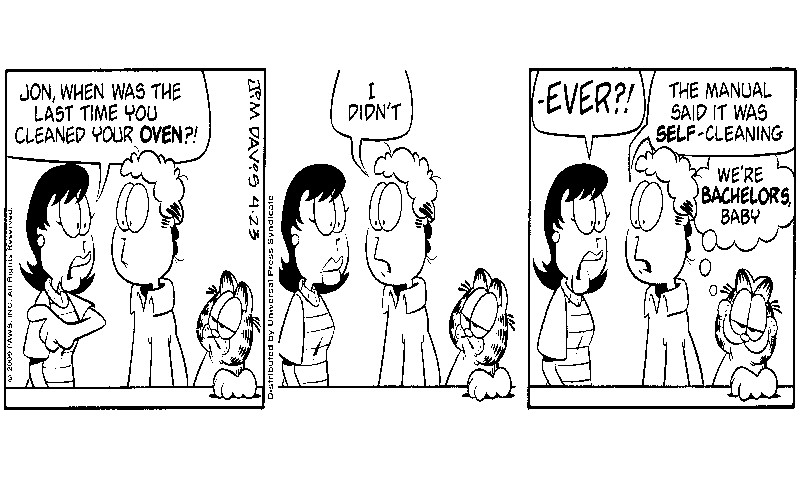 JON, WHEN WAS THE
LAST TIME YOU
CLEANED YOUR OVEN?!
JIM DAVIS 4-23
© 2009 PAWS, INC. All Rights Reserved.
I
DIDN'T
Distributed by Universal Press Syndicate
-EVER?!
THE MANUAL
SAID IT WAS
SELF-CLEANING
WE'RE
BACHELORS,
BABY